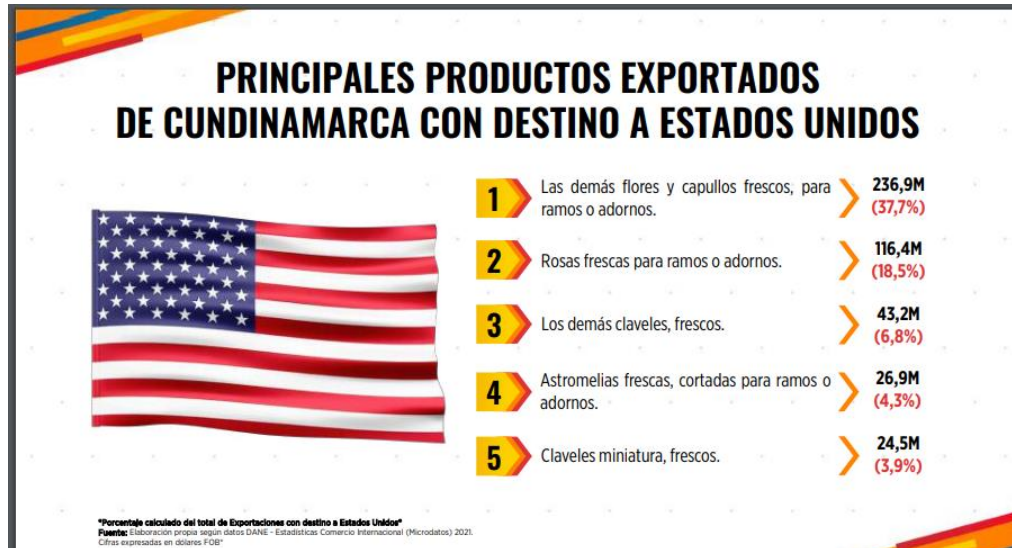 PRINCIPALES PRODUCTOS EXPORTADOS
DE CUNDINAMARCA CON DESTINO A ESTADOS UNIDOS
1
Las demás flores y capullos frescos, para
ramos o adornos.
236,9M
(37,7%)
2
Rosas frescas para ramos o adornos.
116,4M
(18,5%)
3
Los demás claveles, frescos.
43,2M
(6,8%)
4
Astromelias frescas, cortadas para ramos o
adornos.
26,9M
(4,3%)
5
Claveles miniatura, frescos.
24,5M
(3,9%)
*Porcentaje calculado del total de Exportaciones con destino a Estados Unidos*
Fuente: Elaboración propia según datos DANE - Estadísticas Comercio Internacional (Microdatos) 2021.
Cifras expresadas en dólares FOB*